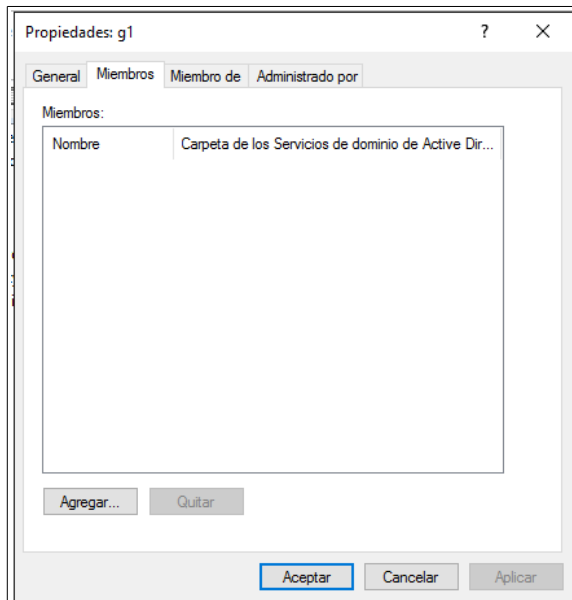 Propiedades: g1 ?
General Miembros Miembro de Administrado por
Miembros:
Nombre Carpeta de los Servicios de dominio de Active Dir...
Agregar... Quitar
Aceptar Cancelar Aplicar